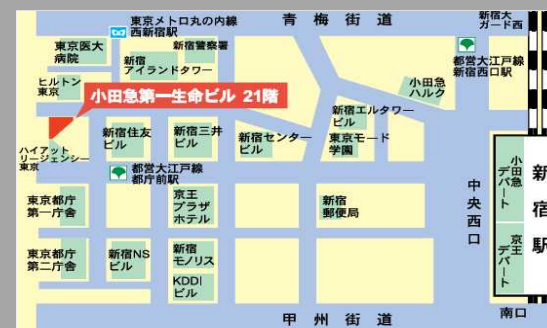 青梅街道
新宿大
ガード西
東京メトロ丸の内線
西新宿駅
東京医大
病院
新宿警察署
新宿
アイランドタワー
都営大江戸線
新宿西口駅
ヒルトン
東京
小田急第一生命ビル 21階
小田急
ハルク
新宿エルタワー
ビル
ハイアット
リージェンシー
東京
新宿住友
ビル
新宿三井
ビル
新宿センター
ビル
東京モード
学園
都営大江戸線
都庁前駅
小田急
デパート
新宿駅
中央西口
東京都庁
第一庁舎
京王
プラザ
ホテル
新宿
郵便局
京王
デパート
東京都庁
第二庁舎
新宿NS
ビル
新宿
モノリス
KDDI
ビル
甲州街道
南口